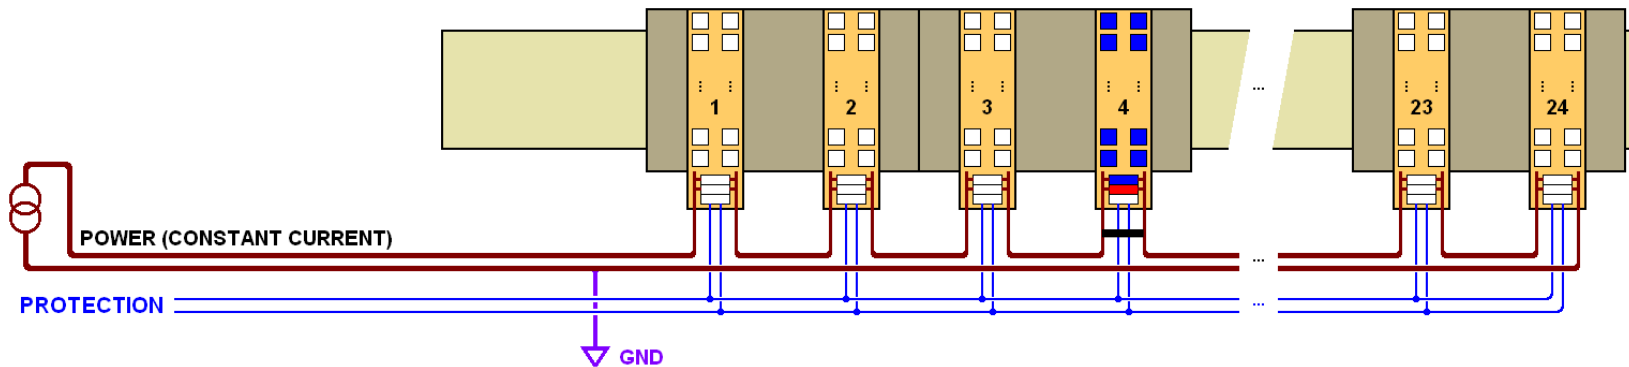 1 2 3 4 23 24
...
POWER (CONSTANT CURRENT)
...
PROTECTION
...
GND